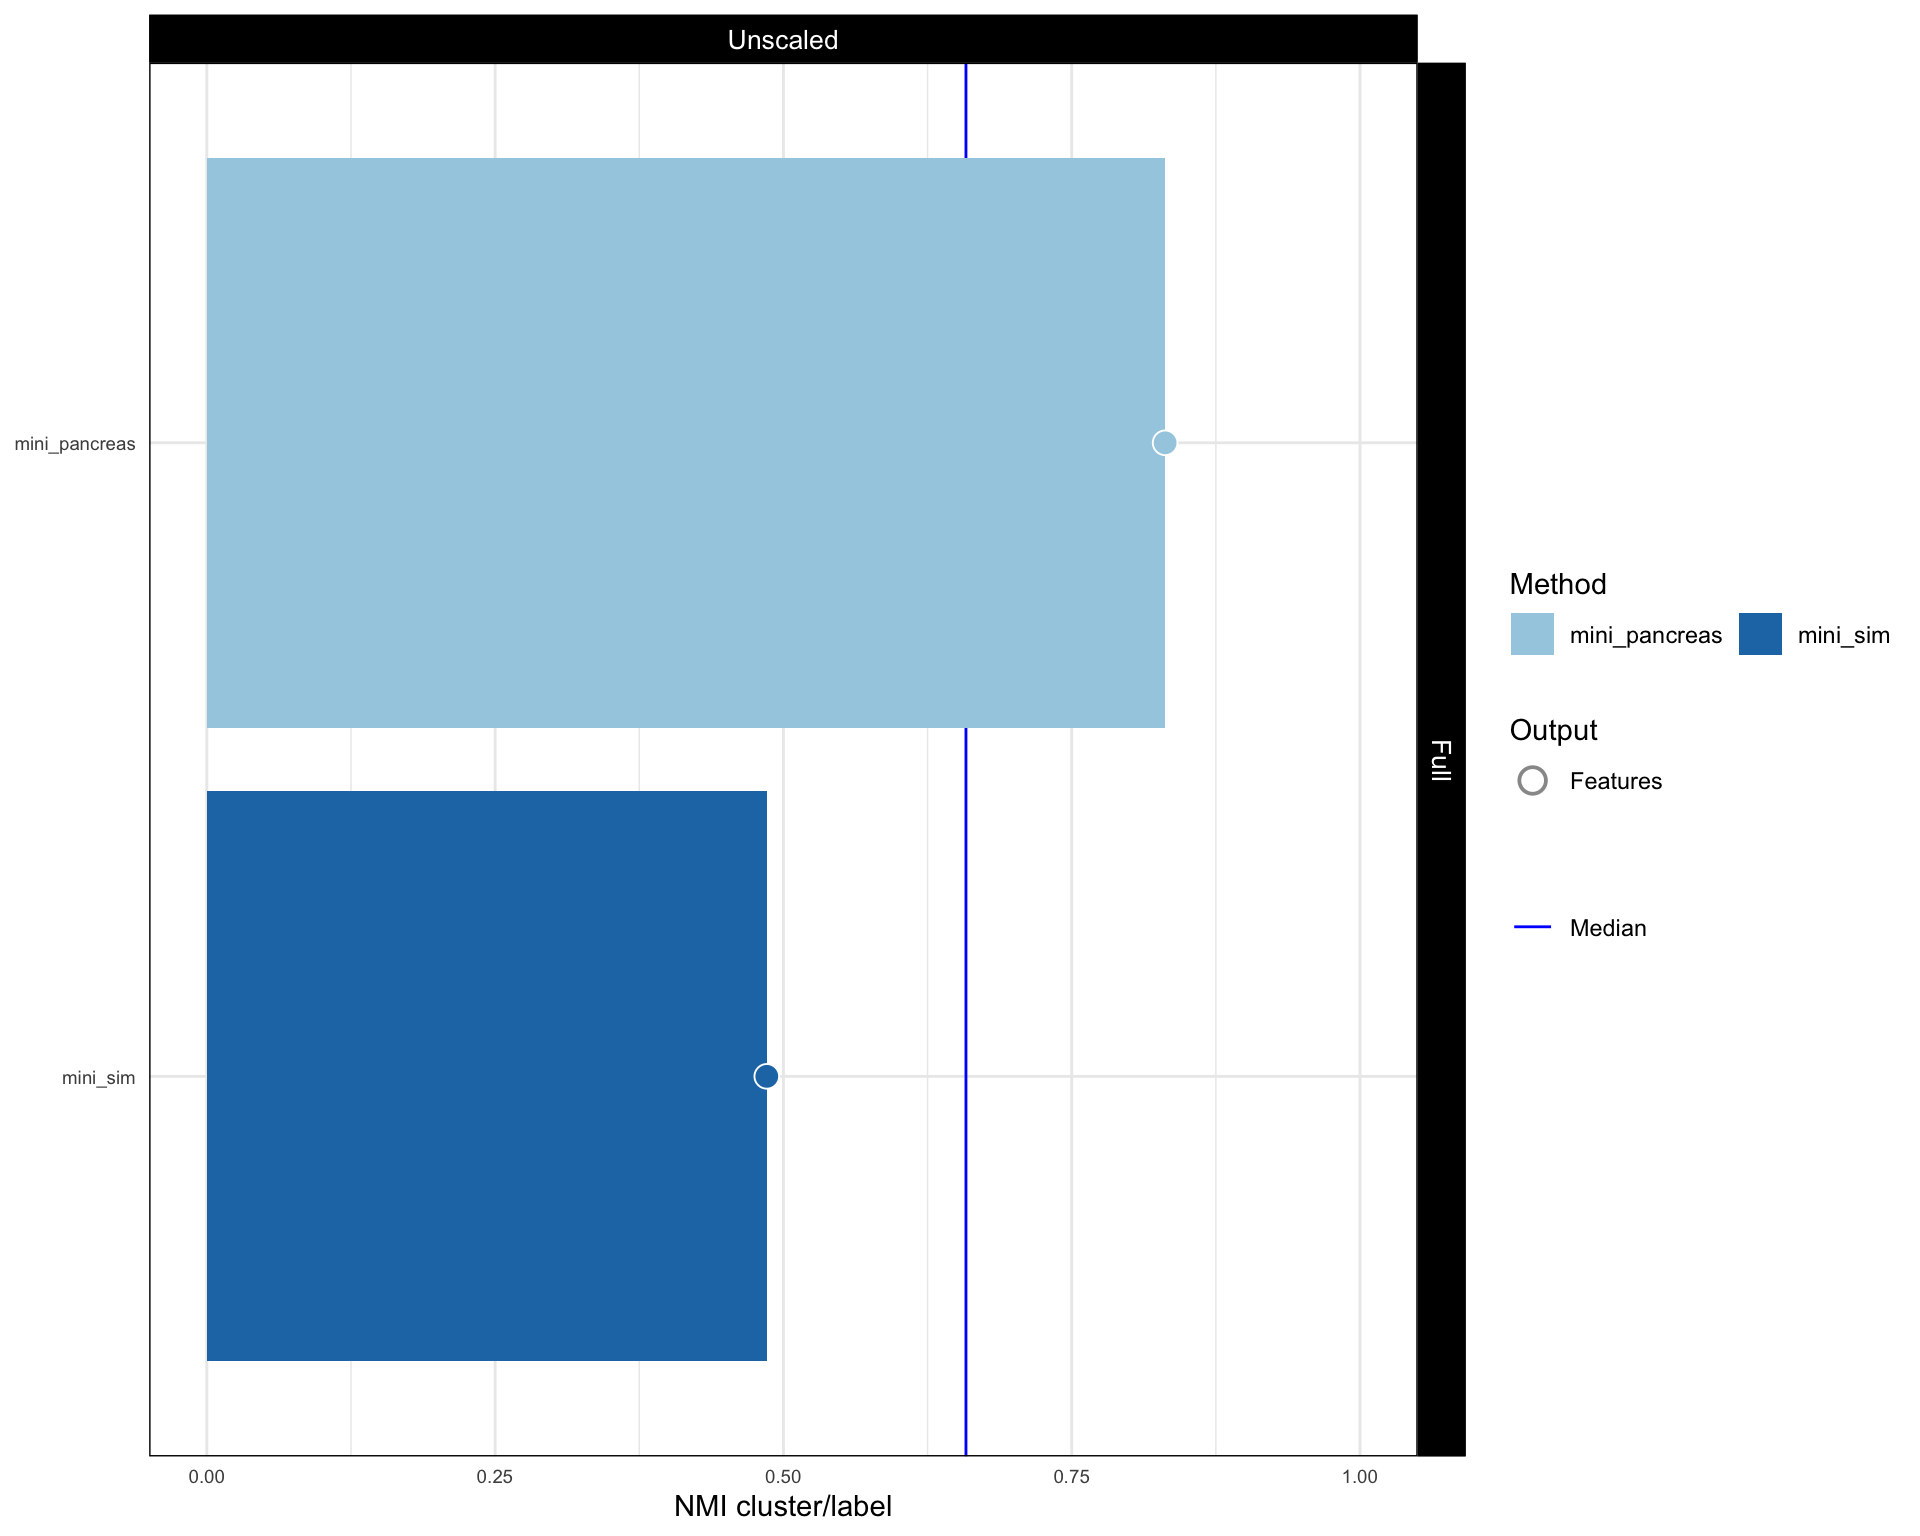 Unscaled
mini_pancreas
mini_sim
Full
0.00
0.25
0.50
0.75
1.00
NMI cluster/label
Method
mini_pancreas
mini_sim
Output
Features
Median